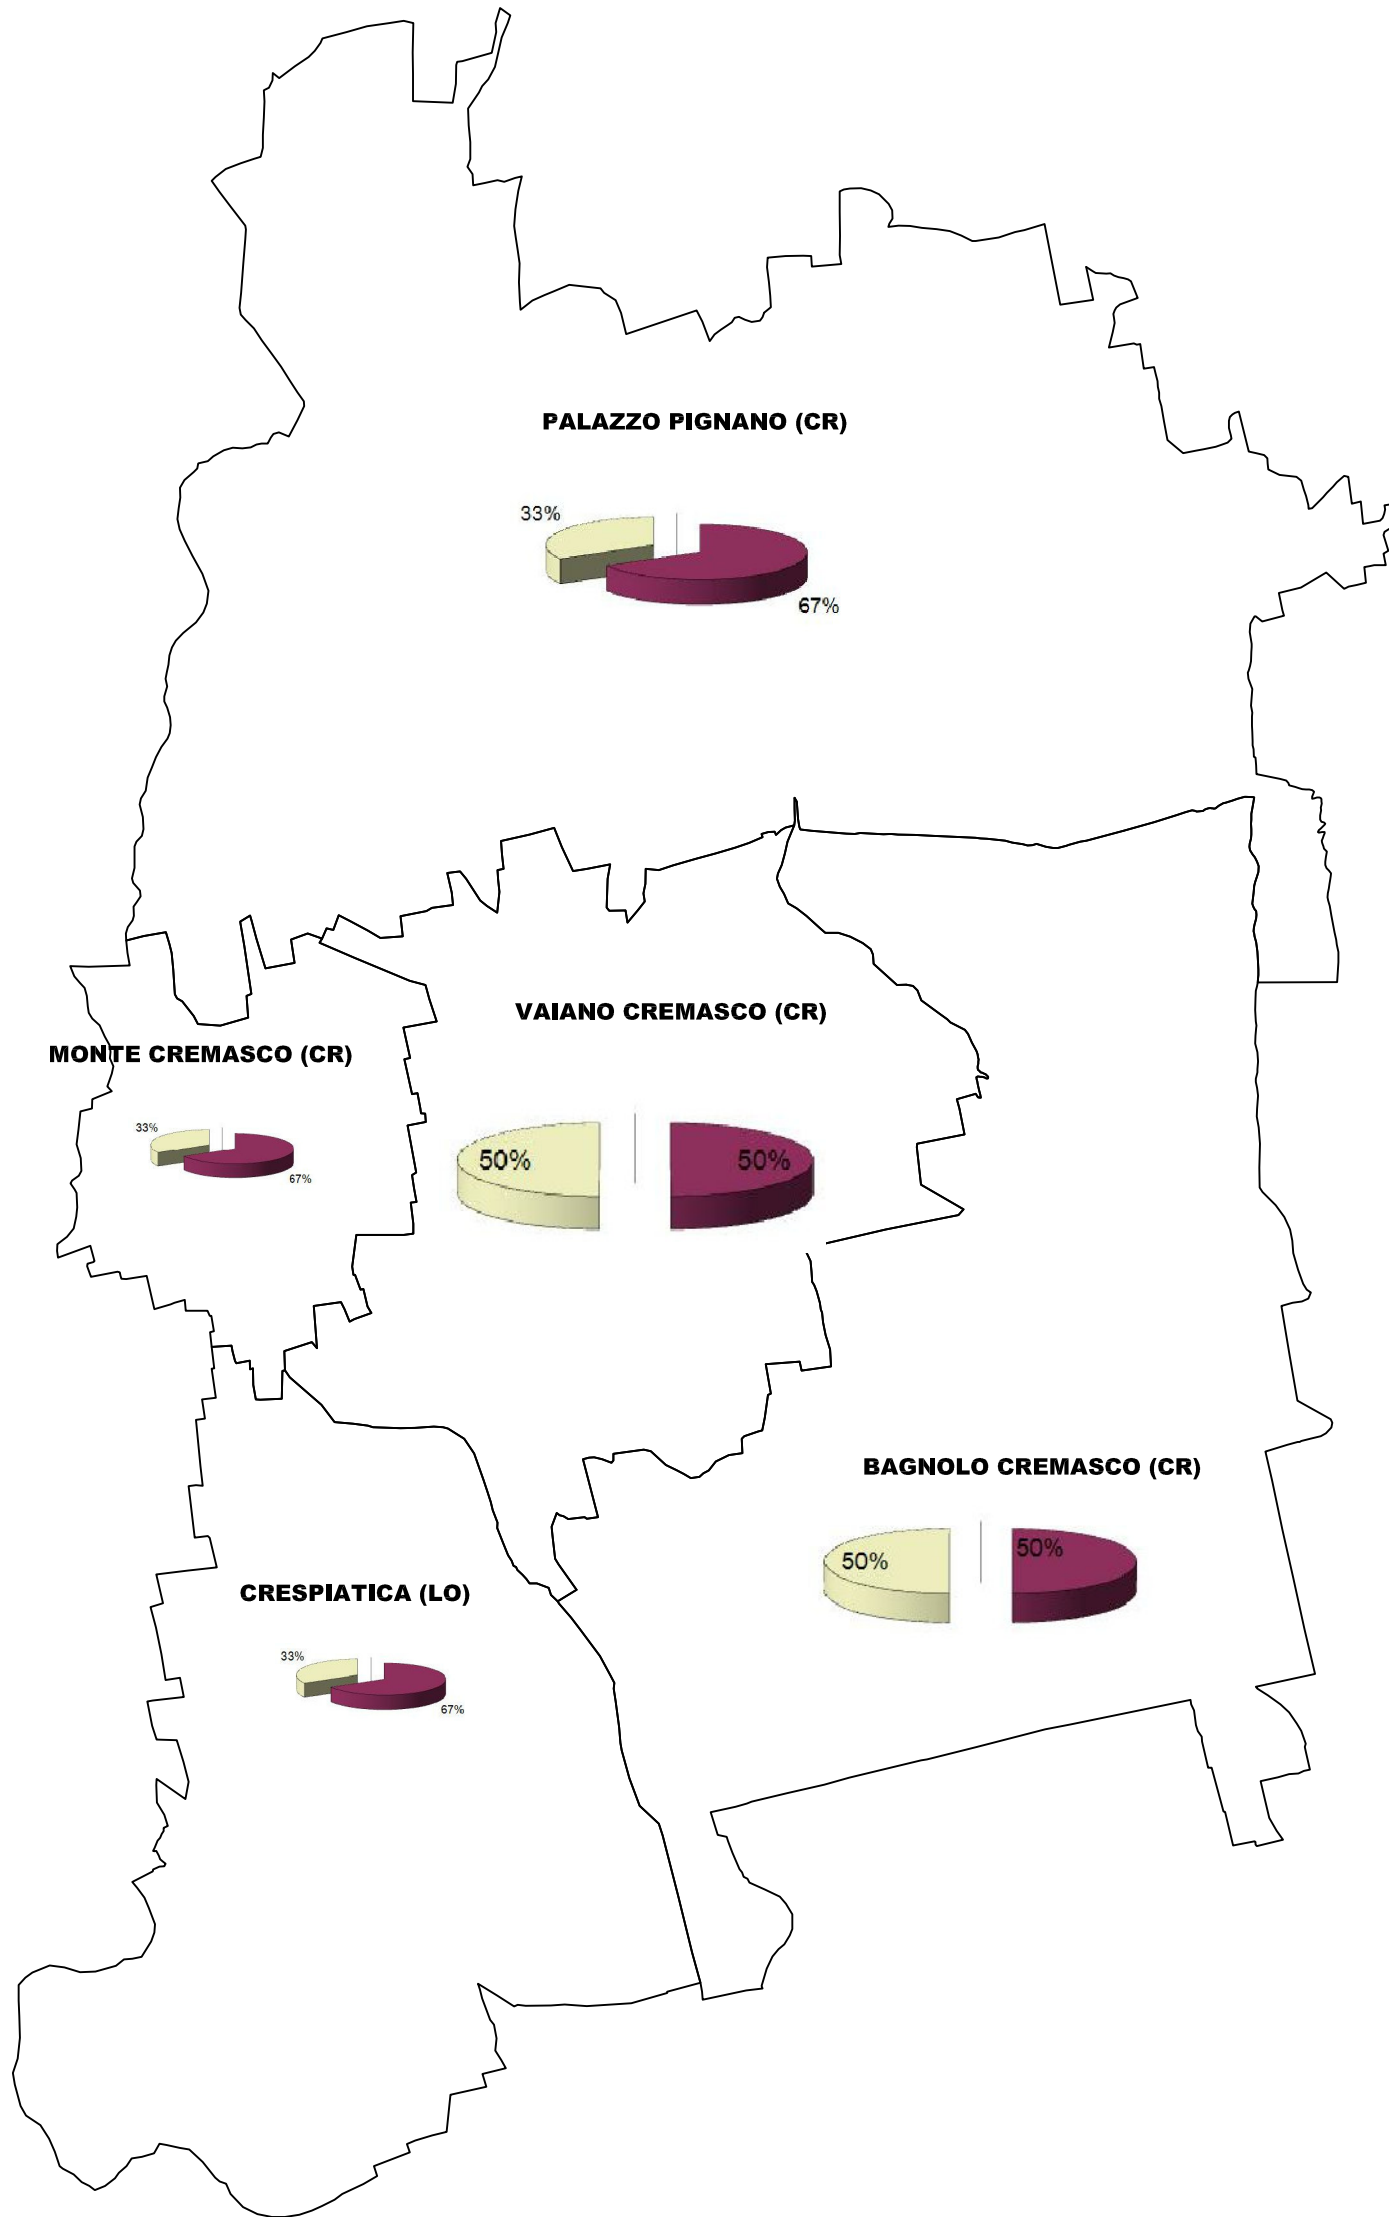 PALAZZO PIGNANO (CR)
33%
67%
VAIANO CREMASCO (CR)
MONTE CREMASCO (CR)
33%
67%
50%
50%
BAGNOLO CREMASCO (CR)
50%
50%
CRESPIATICA (LO)
33%
67%